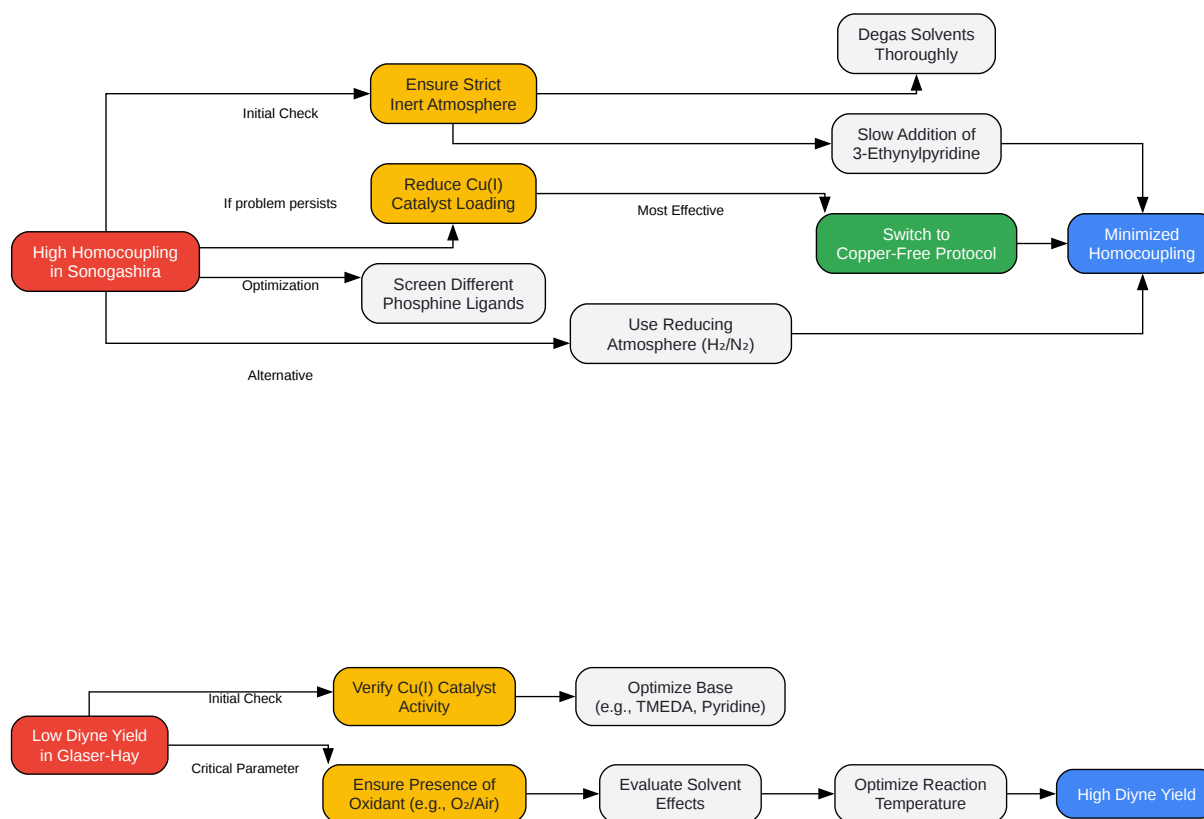 Degas Solvents
Thoroughly
Ensure Strict
Inert Atmosphere
Initial Check
Slow Addition of
3-Ethynylpyridine
Reduce Cu(I)
Catalyst Loading
If problem persists
Most Effective
High Homocoupling
in Sonogashira
Switch to
Copper-Free Protocol
Minimized
Homocoupling
Optimization
Screen Different
Phosphine Ligands
Use Reducing
Atmosphere (H₂/N₂)
Alternative
Initial Check
Verify Cu(I) Catalyst
Activity
Optimize Base
(e.g., TMEDA, Pyridine)
Low Diyne Yield
in Glaser-Hay
Critical Parameter
Ensure Presence of
Oxidant (e.g., O₂/Air)
Evaluate Solvent
Effects
Optimize Reaction
Temperature
High Diyne Yield